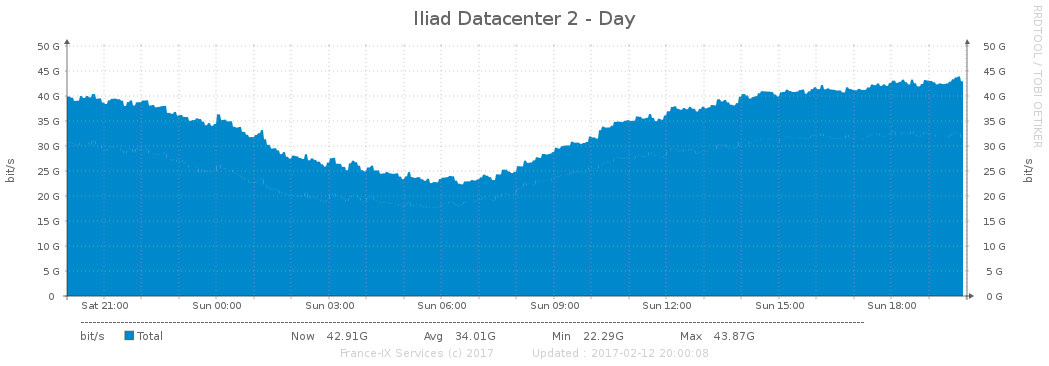 Iliad Datacenter 2 - Day
RRDTOOL / TOBI OETIKER
bit/s
50 G
45 G
40 G
35 G
30 G
25 G
20 G
15 G
10 G
5 G
0
50 G
45 G
40 G
35 G
30 G
25 G
20 G
15 G
10 G
5 G
0 G
bit/s
Sat 21:00 Sun 00:00 Sun 03:00 Sun 06:00 Sun 09:00 Sun 12:00 Sun 15:00 Sun 18:00
bit/s Total Now 42.91G Avg 34.01G Min 22.29G Max 43.87G
France-IX Services (c) 2017 Updated : 2017-02-12 20:00:08